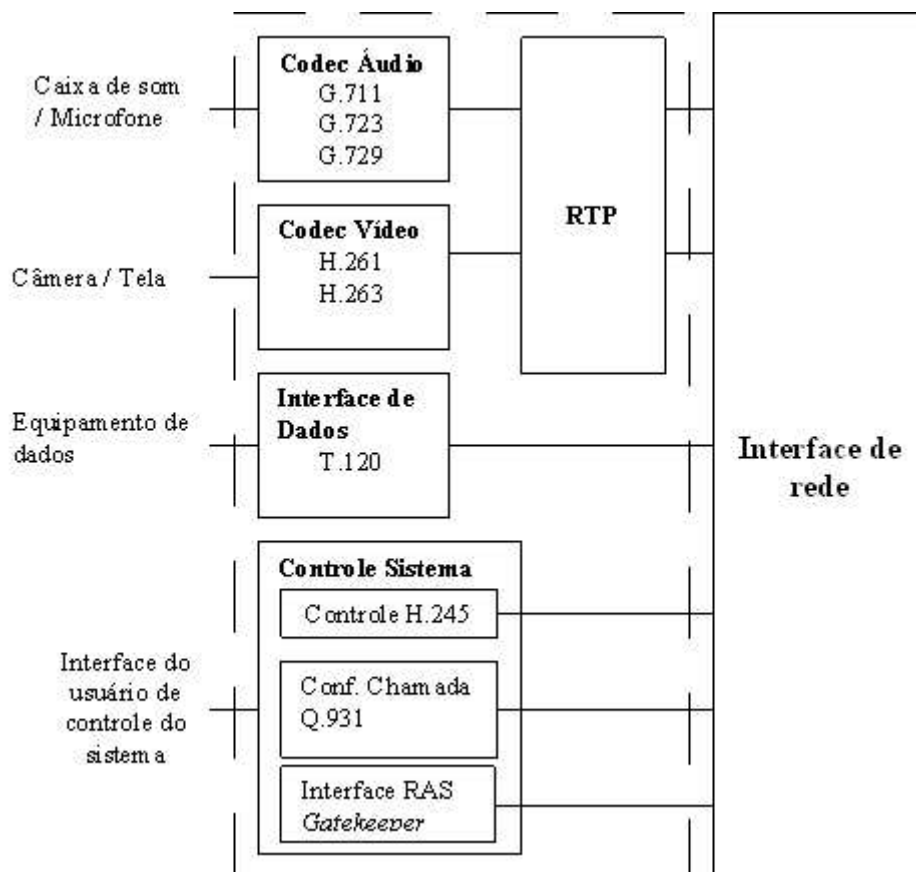 Caixa de som
/ Microfone
Codec Áudio
G.711
G.723
G.729
RTP
Câmera / Tela
Codec Vídeo
H.261
H.263
Equipamento de
dados
Interface de
Dados
T.120
Interface de
rede
Interface do
usuário de
controle do
sistema
Controle Sistema
Controle H.245
Conf. Chamada
Q.931
Interface RAS
Gatekeeper